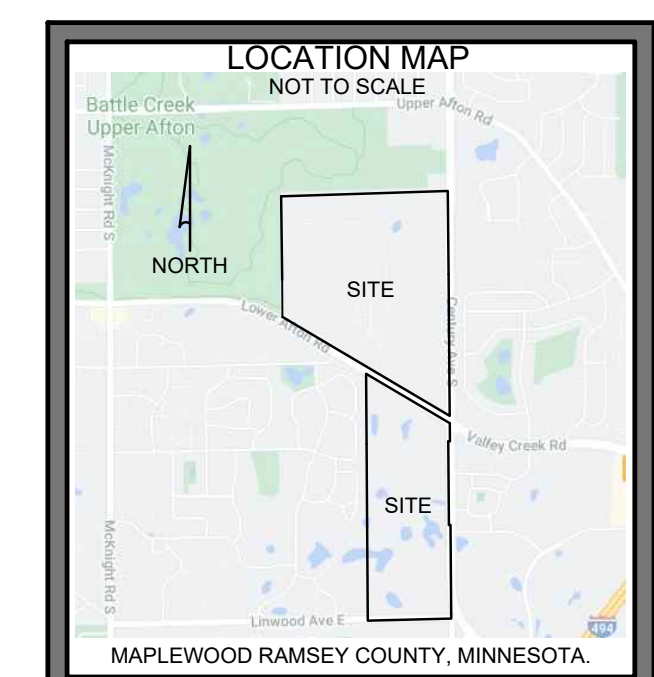 LOCATION MAP
NOT TO SCALE
Battle Creek
Upper Afton
Upper Afton Rd
McKnight Rd S
NORTH
SITE
Lower Afton Rd
Century Ave S
Valley Creek Rd
SITE
McKnight Rd S
Linwood Ave E
494
MAPLEWOOD RAMSEY COUNTY, MINNESOTA.